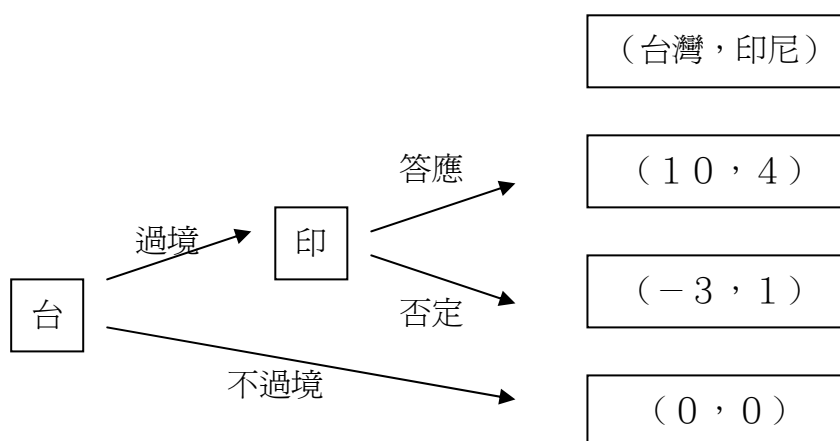 （台灣，印尼）
答應
（１０，４）
過境
印
（－３，１）
台
否定
不過境
（０，０）